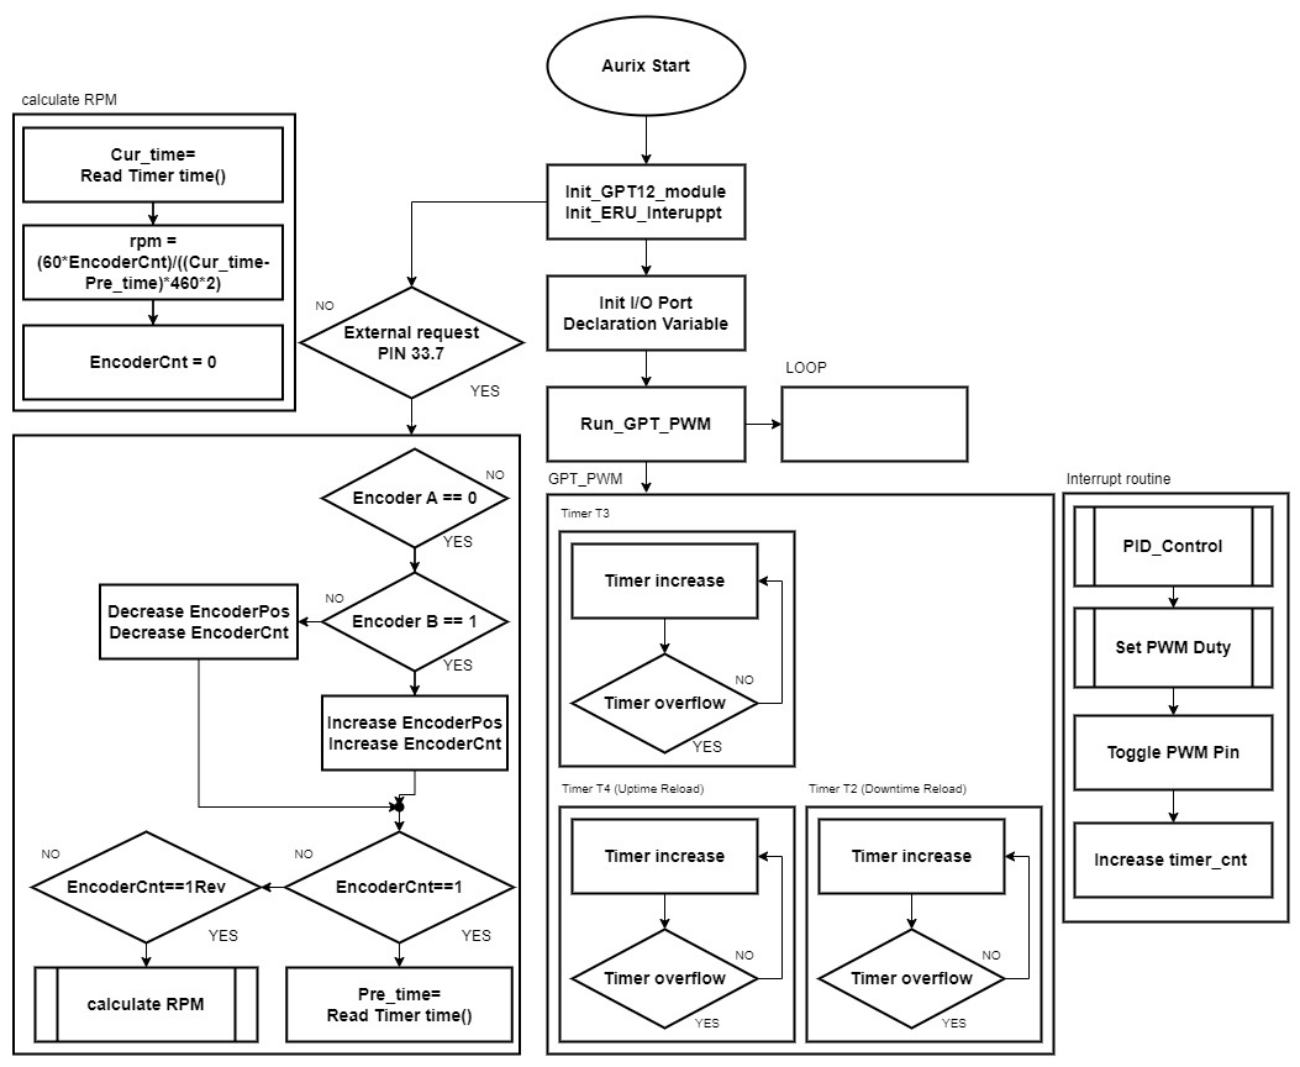 Aurix Start
calculate RPM
Cur_time=
Read Timer time()
rpm =
(60*EncoderCnt)/((Cur_time-
Pre_time)*460*2)
EncoderCnt = 0
Init_GPT12_module
Init_ERU_Interuppt
Init I/O Port
Declaration Variable
NO
External request
PIN 33.7
YES
LOOP
Run_GPT_PWM
NO
Encoder A == 0
YES
NO
Encoder B == 1
YES
Decrease EncoderPos
Decrease EncoderCnt
Increase EncoderPos
Increase EncoderCnt
NO
EncoderCnt==1Rev
YES
NO
EncoderCnt==1
YES
calculate RPM
Pre_time=
Read Timer time()
GPT_PWM
Timer T3
Timer increase
NO
Timer overflow
YES
Timer T4 (Uptime Reload)
Timer increase
NO
Timer overflow
YES
Timer T2 (Downtime Reload)
Timer increase
NO
Timer overflow
YES
Interrupt routine
PID_Control
Set PWM Duty
Toggle PWM Pin
Increase timer_cnt